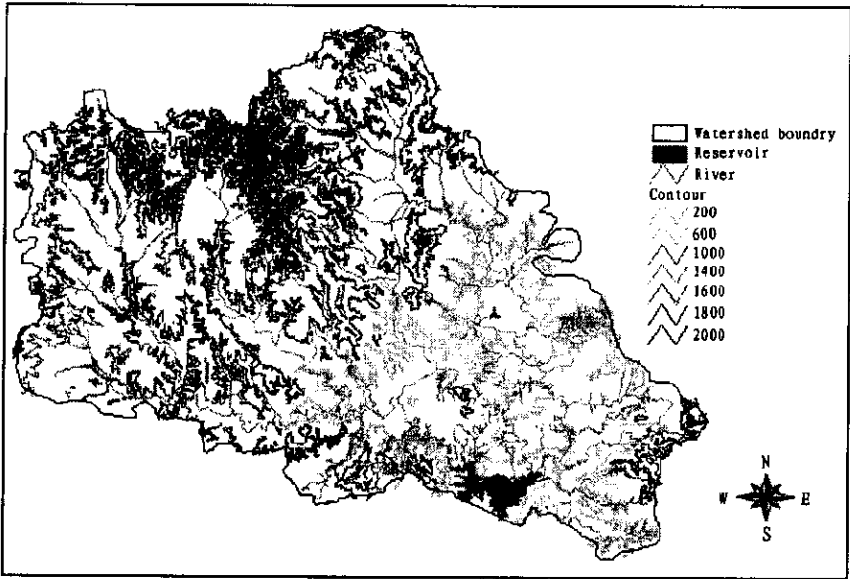 Watershed boundry
Reservoir
River
Contour
200
600
1000
1400
1600
1800
2000
N
W E
S